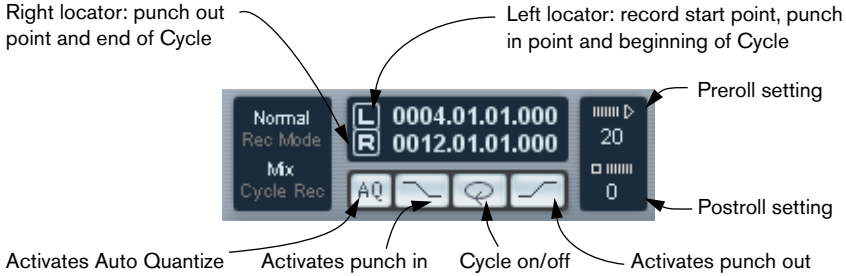 Right locator: punch out
point and end of Cycle
Left locator: record start point, punch
in point and beginning of Cycle
Preroll setting
Normal
Rec Mode
Mix
Cycle Rec
L 0004.01.01.000
R 0012.01.01.000
AQ
20
0
Postroll setting
Activates Auto Quantize
Activates punch in
Cycle on/off
Activates punch out